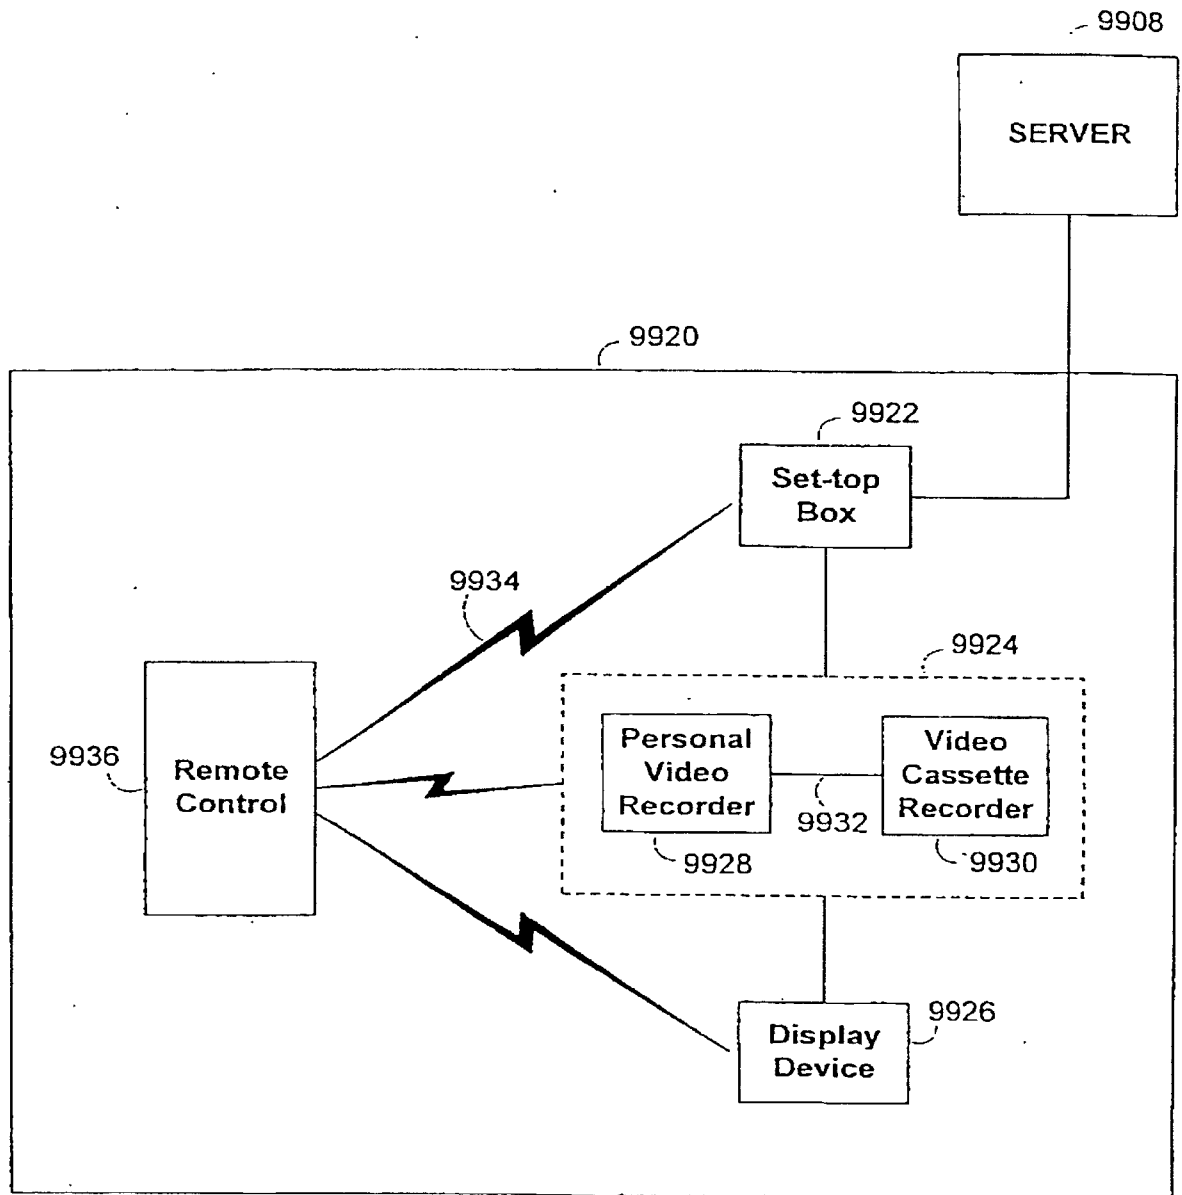 9908
SERVER
9920
9922
Set-top
Box
9934
9924
9936
Remote
Control
Personal
Video
Recorder
9932
Video
Cassette
Recorder
9928
9930
9926
Display
Device